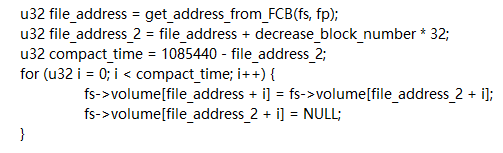 u32 file_address = get_address_from_FCB(fs, fp);
u32 file_address_2 = file_address + decrease_block_number * 32;
u32 compact_time = 1085440 - file_address_2;
for (u32 i = 0; i < compact_time; i++) {
fs->volume[file_address + i] = fs->volume[file_address_2 + i];
fs->volume[file_address_2 + i] = NULL;
}